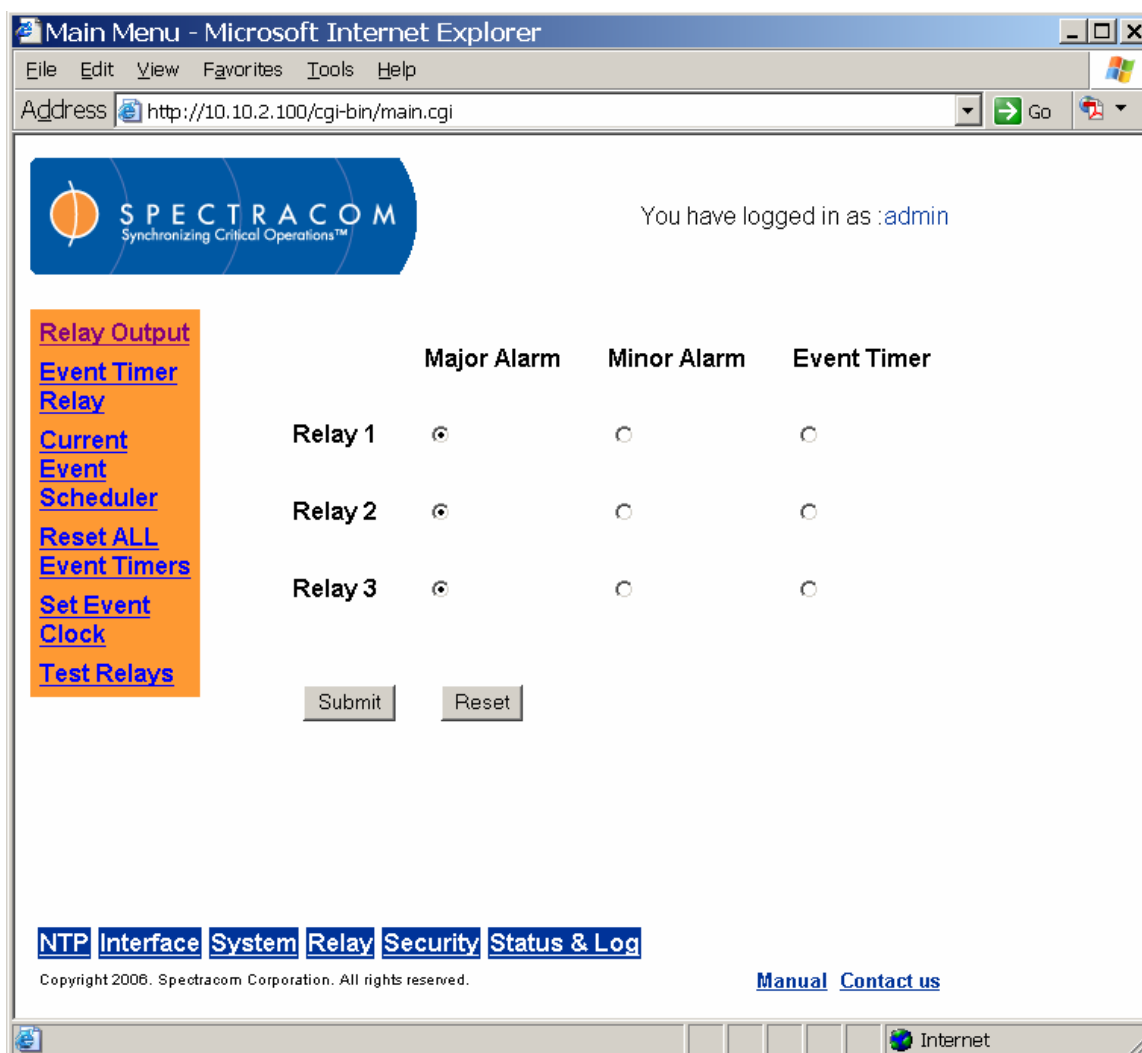 Main Menu - Microsoft Internet Explorer
File Edit View Favorites Tools Help
Address http://10.10.2.100/cgi-bin/main.cgi Go
SPECTRACOM
Synchronizing Critical Operations™
You have logged in as :admin
Relay Output
Event Timer
Relay
Current
Event
Scheduler
Reset ALL
Event Timers
Set Event
Clock
Test Relays
Major Alarm Minor Alarm Event Timer
Relay 1
Relay 2
Relay 3
Submit Reset
NTP Interface System Relay Security Status & Log
Copyright 2006. Spectracom Corporation. All rights reserved.
Manual Contact us
Internet